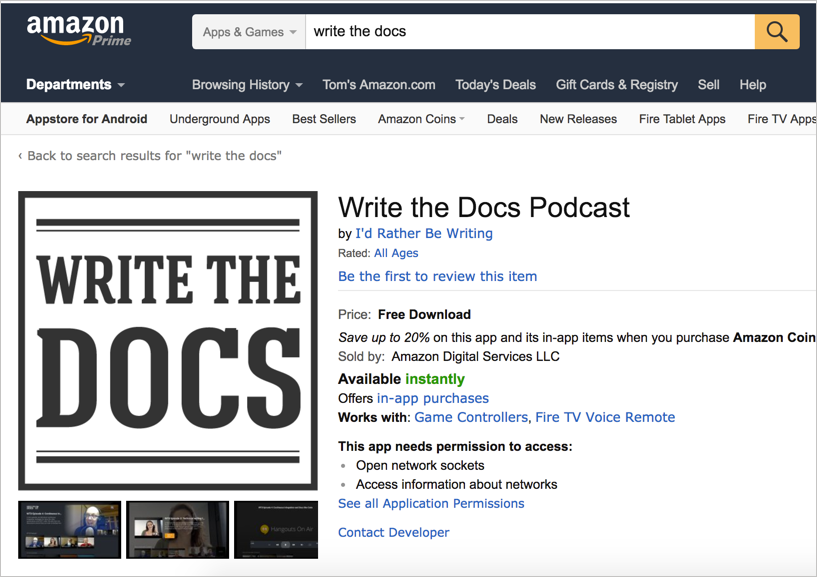 amazon
Prime
Apps & Games
write the docs
Departments
Browsing History
Tom's Amazon.com
Today's Deals
Gift Cards & Registry
Sell
Help
Appstore for Android
Underground Apps
Best Sellers
Amazon Coins
Deals
New Releases
Fire Tablet Apps
Fire TV Apps
‹ Back to search results for "write the docs"
WRITE THE
DOCS
Write the Docs Podcast
by I'd Rather Be Writing
Rated: All Ages
Be the first to review this item
Price: Free Download
Save up to 20% on this app and its in-app items when you purchase Amazon Coin
Sold by: Amazon Digital Services LLC
Available instantly
Offers in-app purchases
Works with: Game Controllers, Fire TV Voice Remote
This app needs permission to access:
• Open network sockets
• Access information about networks
See all Application Permissions
Contact Developer
Hangouts On Air